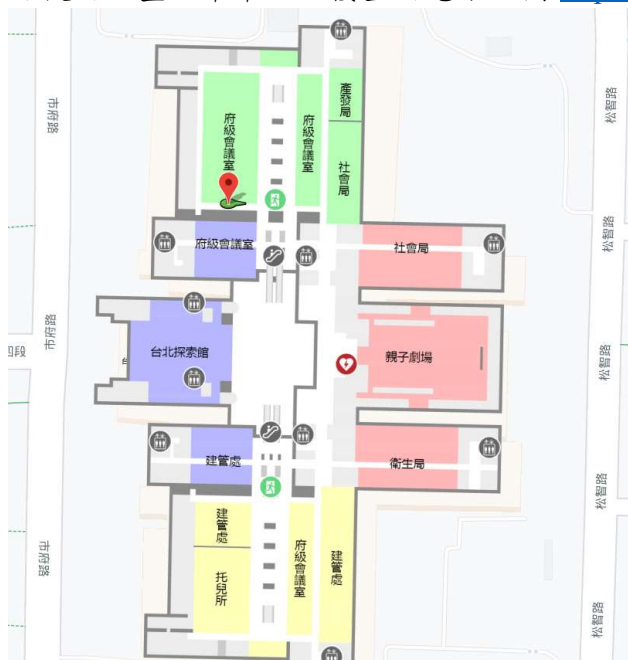 產發局
市府路
松智路
府級會議室
府級會議室
社會局
府級會議室
社會局
松智路
市府路
台北探索館
親子劇場
四段
台
松智路
建管處
衛生局
松智路
建管處
府級會議室
建管處
市府路
托兒所
松智路